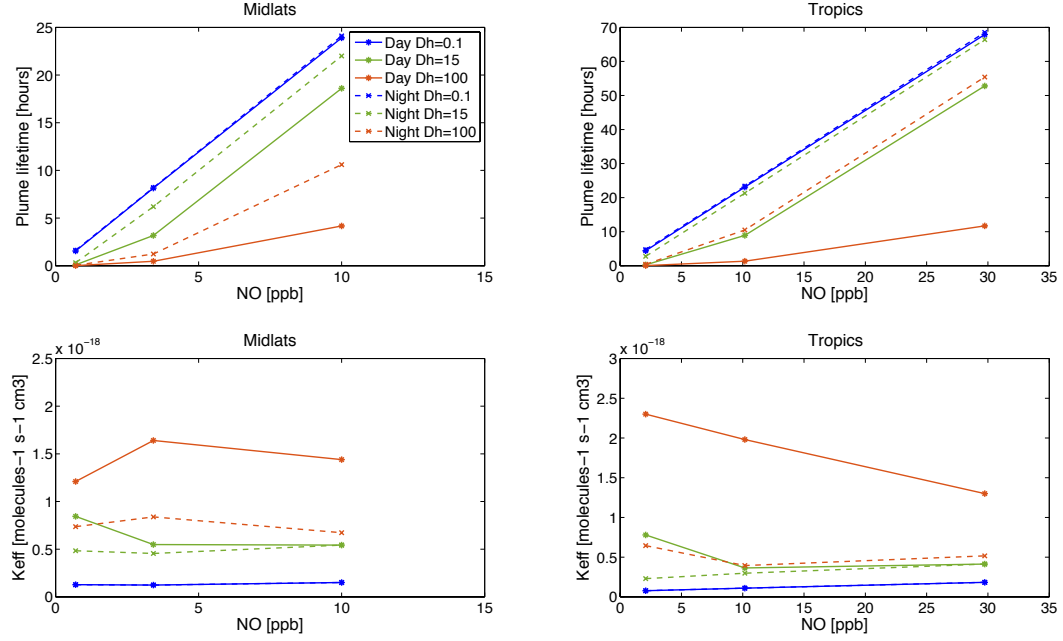 Midlats
Plume lifetime [hours]
25
20
15
10
5
0
0 5 10 15
NO [ppb]
Day Dh=0.1
Day Dh=15
Day Dh=100
Night Dh=0.1
Night Dh=15
Night Dh=100
Tropics
Plume lifetime [hours]
70
60
50
40
30
20
10
0
0 5 10 15 20 25 30 35
NO [ppb]
Midlats
x 10⁻¹⁸
Keff [molecules−1 s−1 cm3]
2.5
2
1.5
1
0.5
0
0 5 10 15
NO [ppb]
Tropics
x 10⁻¹⁸
Keff [molecules−1 s−1 cm3]
3
2.5
2
1.5
1
0.5
0
0 5 10 15 20 25 30 35
NO [ppb]